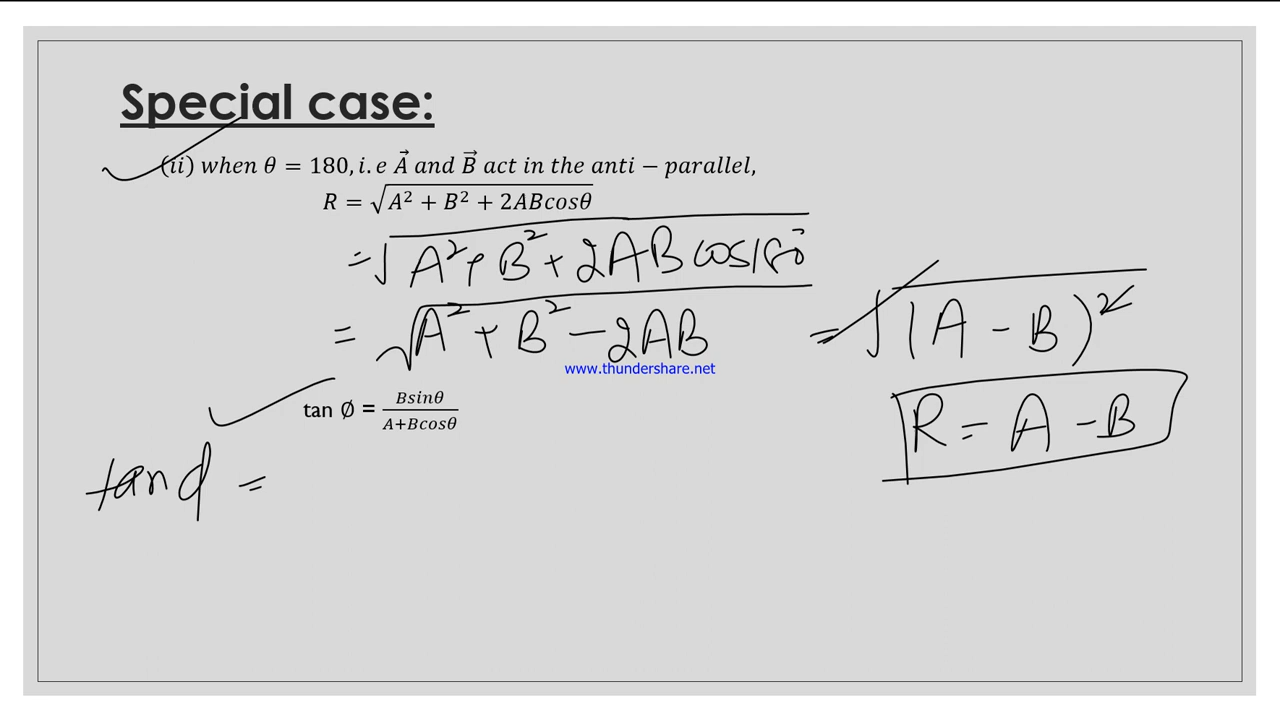 Special case:
(ii) when θ = 180, i.e A⃗ and B⃗ act in the anti − parallel,
R = √(A² + B² + 2ABcosθ)
= √(A² + B² + 2AB cos180°)
= √(A² + B² − 2AB) = √((A − B)²)
www.thundershare.net
tan Ø = Bsinθ/(A+Bcosθ)
R = A − B
tan ϕ =